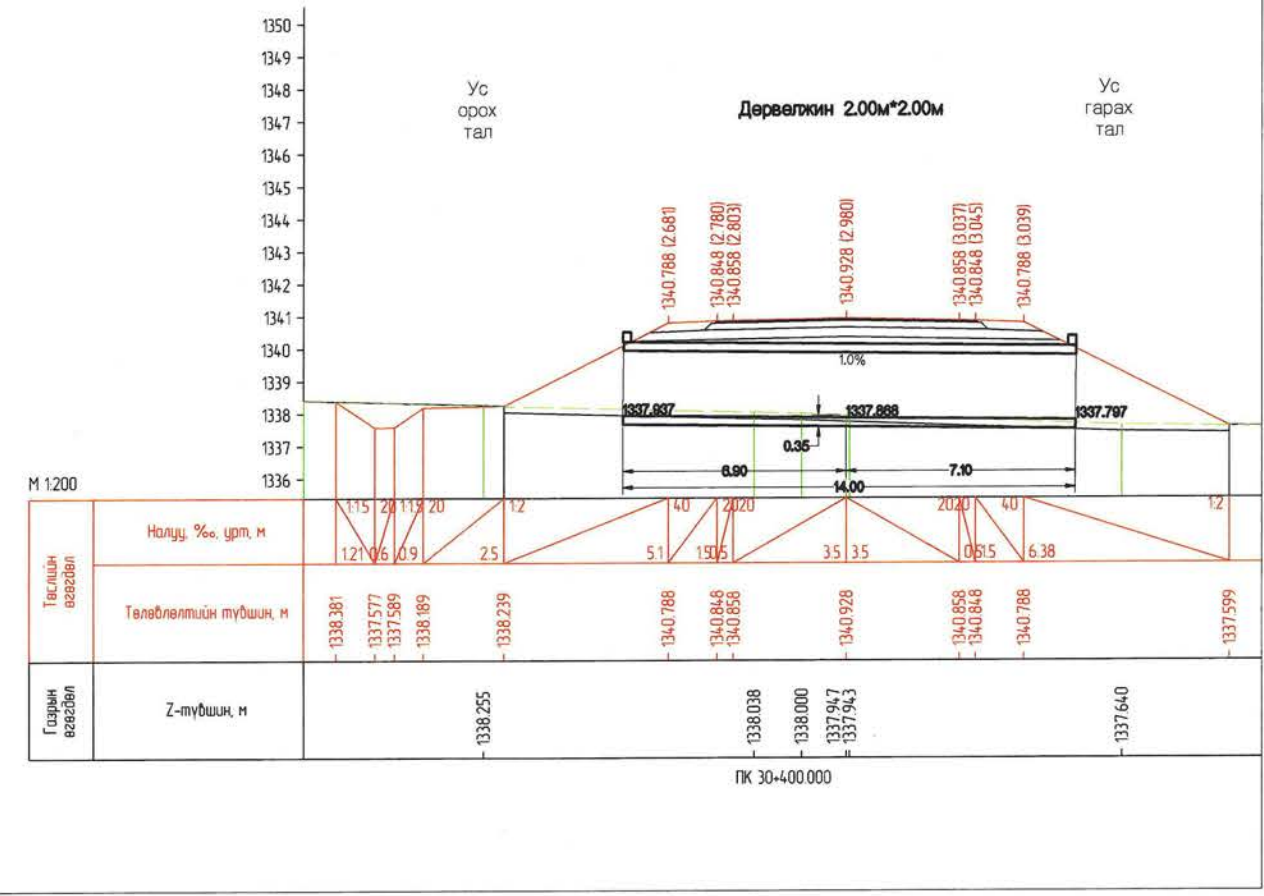 1350
1349
1348
1347
1346
1345
1344
1343
1342
1341
1340
1339
1338
1337
1336
Ус
орох
тал
Дөрвөлжин 2.00м*2.00м
Ус
гарах
тал
1340.788 (2.681)
1340.848 (2.780)
1340.858 (2.803)
1340.928 (2.980)
1340.858 (3.037)
1340.848 (3.045)
1340.788 (3.039)
1.0%
1337.937 1337.868 1337.797
0.35
6.90 7.10
14.00
М 1:200
Төслийн
өгөгдөл
Налуу, ‰, урт, м
1:1.5 20 1:1.5 20 1:2 40 20 20 20 20 40 1:2
1.21 0.6 0.9 2.5 5.1 1.5 0.5 3.5 3.5 0.5 1.5 6.38
Төлөвлөлтийн түвшин, м
1338.381
1337.577
1337.589
1338.189
1338.239
1340.788
1340.848
1340.858
1340.928
1340.858
1340.848
1340.788
1337.599
Газрын
өгөгдөл
Z-түвшин, м
1338.255
1338.038
1338.000
1337.947
1337.943
1337.640
ПК 30+400.000